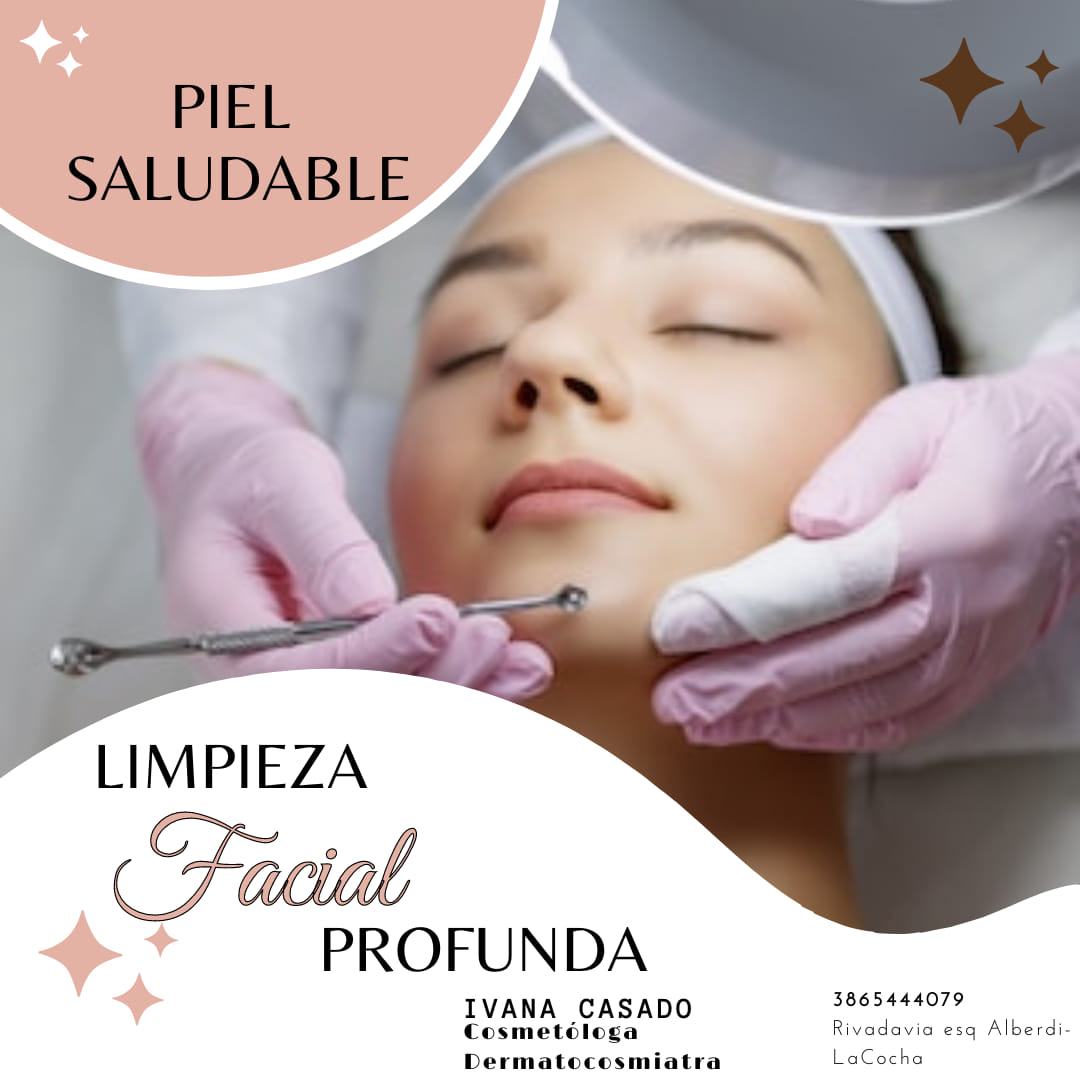 PIEL
SALUDABLE
LIMPIEZA
Facial
PROFUNDA
IVANA CASADO
Cosmetóloga
Dermatocosmiatra
3865444079
Rivadavia esq Alberdi-
LaCocha